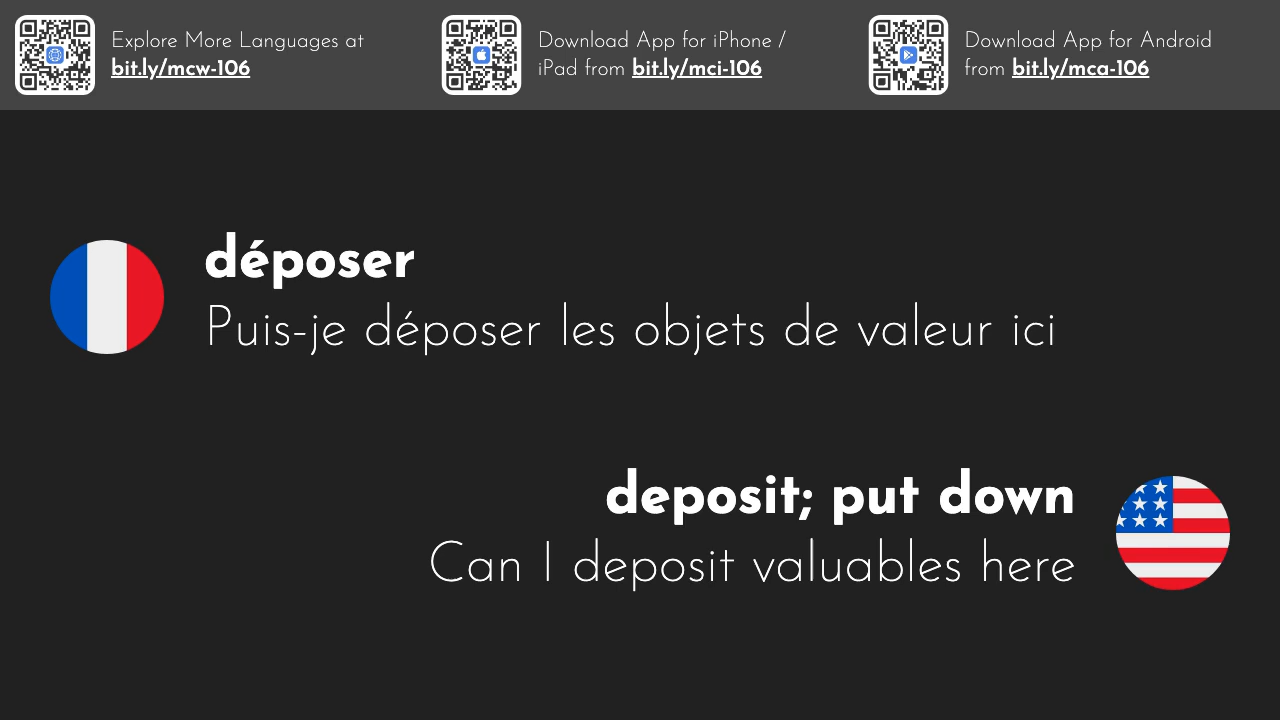 Explore More Languages at
bit.ly/mcw-106
Download App for iPhone /
iPad from bit.ly/mci-106
Download App for Android
from bit.ly/mca-106
déposer
Puis-je déposer les objets de valeur ici
deposit; put down
Can I deposit valuables here